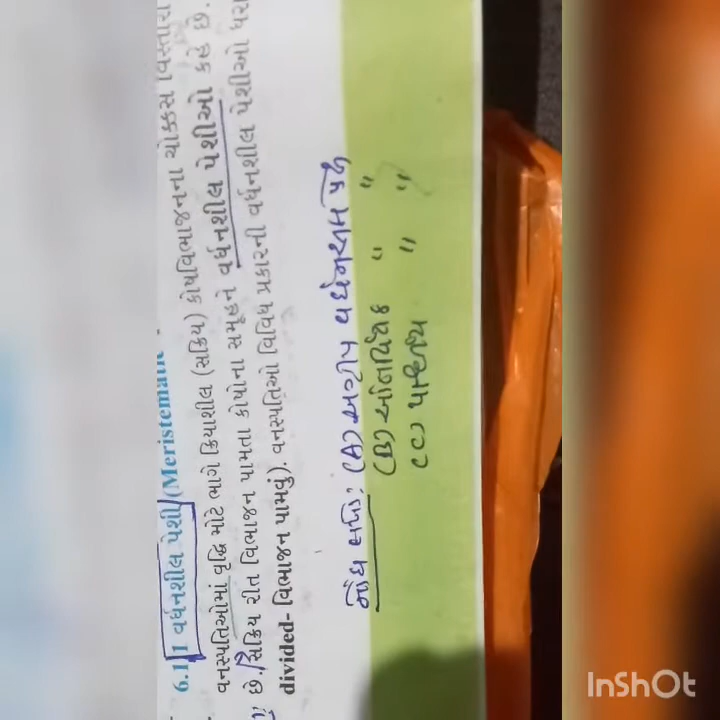 6.1.1 વર્ધનશીલ પેશી (Meristematic
વનસ્પતિઓમાં વૃદ્ધિ મોટે ભાગે ક્રિયાશીલ (સક્રિય) કોષવિભાજનના ચોક્કસ
છે. સક્રિય રીતે વિભાજન પામતા કોષોના સમૂહને વર્ધનશીલ પેશીઓ કહે છે.
divided- વિભાજન પામવું). વનસ્પતિઓ વિવિધ પ્રકારની વર્ધનશીલ પેશીઓ
નોંધ લખો: (A) અગ્રીય વર્ધનશીલ પેશી
(B) આંતરવિષ્ટ " "
(C) પાર્શ્વીય " "
InShOt